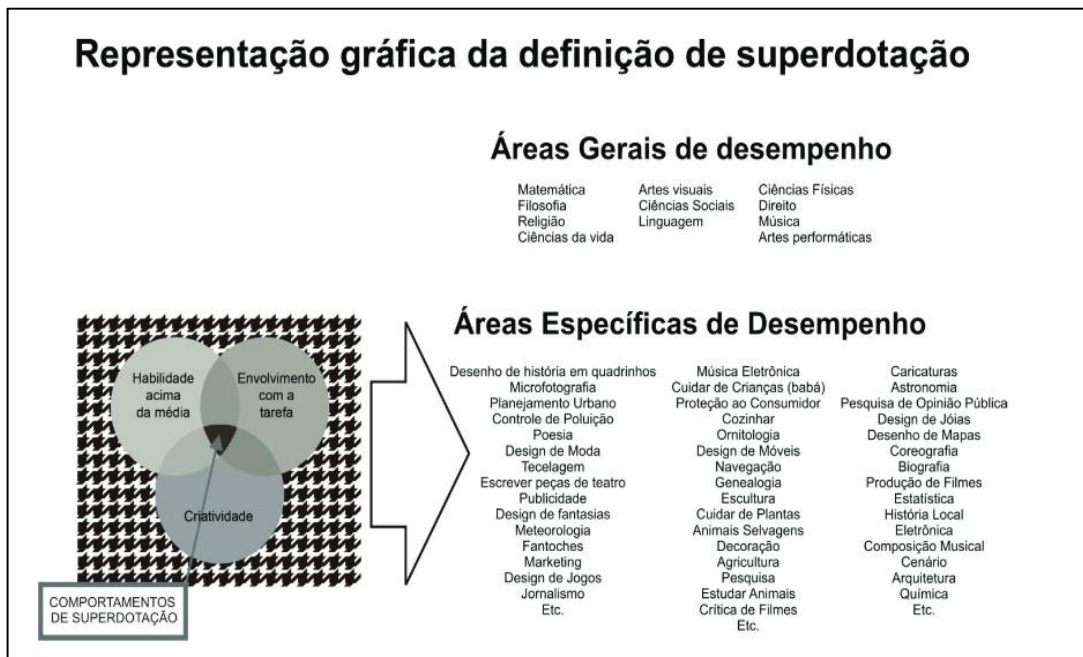 Representação gráfica da definição de superdotação
Áreas Gerais de desempenho
Matemática
Filosofia
Religião
Ciências da vida
Artes visuais
Ciências Sociais
Linguagem
Ciências Físicas
Direito
Música
Artes performáticas
Habilidade
acima
da média
Envolvimento
com a
tarefa
Criatividade
COMPORTAMENTOS
DE SUPERDOTAÇÃO
Áreas Específicas de Desempenho
Desenho de história em quadrinhos
Microfotografia
Planejamento Urbano
Controle de Poluição
Poesia
Design de Moda
Tecelagem
Escrever peças de teatro
Publicidade
Design de fantasias
Meteorologia
Fantoches
Marketing
Design de Jogos
Jornalismo
Etc.
Música Eletrônica
Cuidar de Crianças (babá)
Proteção ao Consumidor
Cozinhar
Ornitologia
Design de Móveis
Navegação
Genealogia
Escultura
Cuidar de Plantas
Animais Selvagens
Decoração
Agricultura
Pesquisa
Estudar Animais
Crítica de Filmes
Etc.
Caricaturas
Astronomia
Pesquisa de Opinião Pública
Design de Jóias
Desenho de Mapas
Coreografia
Biografia
Produção de Filmes
Estatística
História Local
Eletrônica
Composição Musical
Cenário
Arquitetura
Química
Etc.